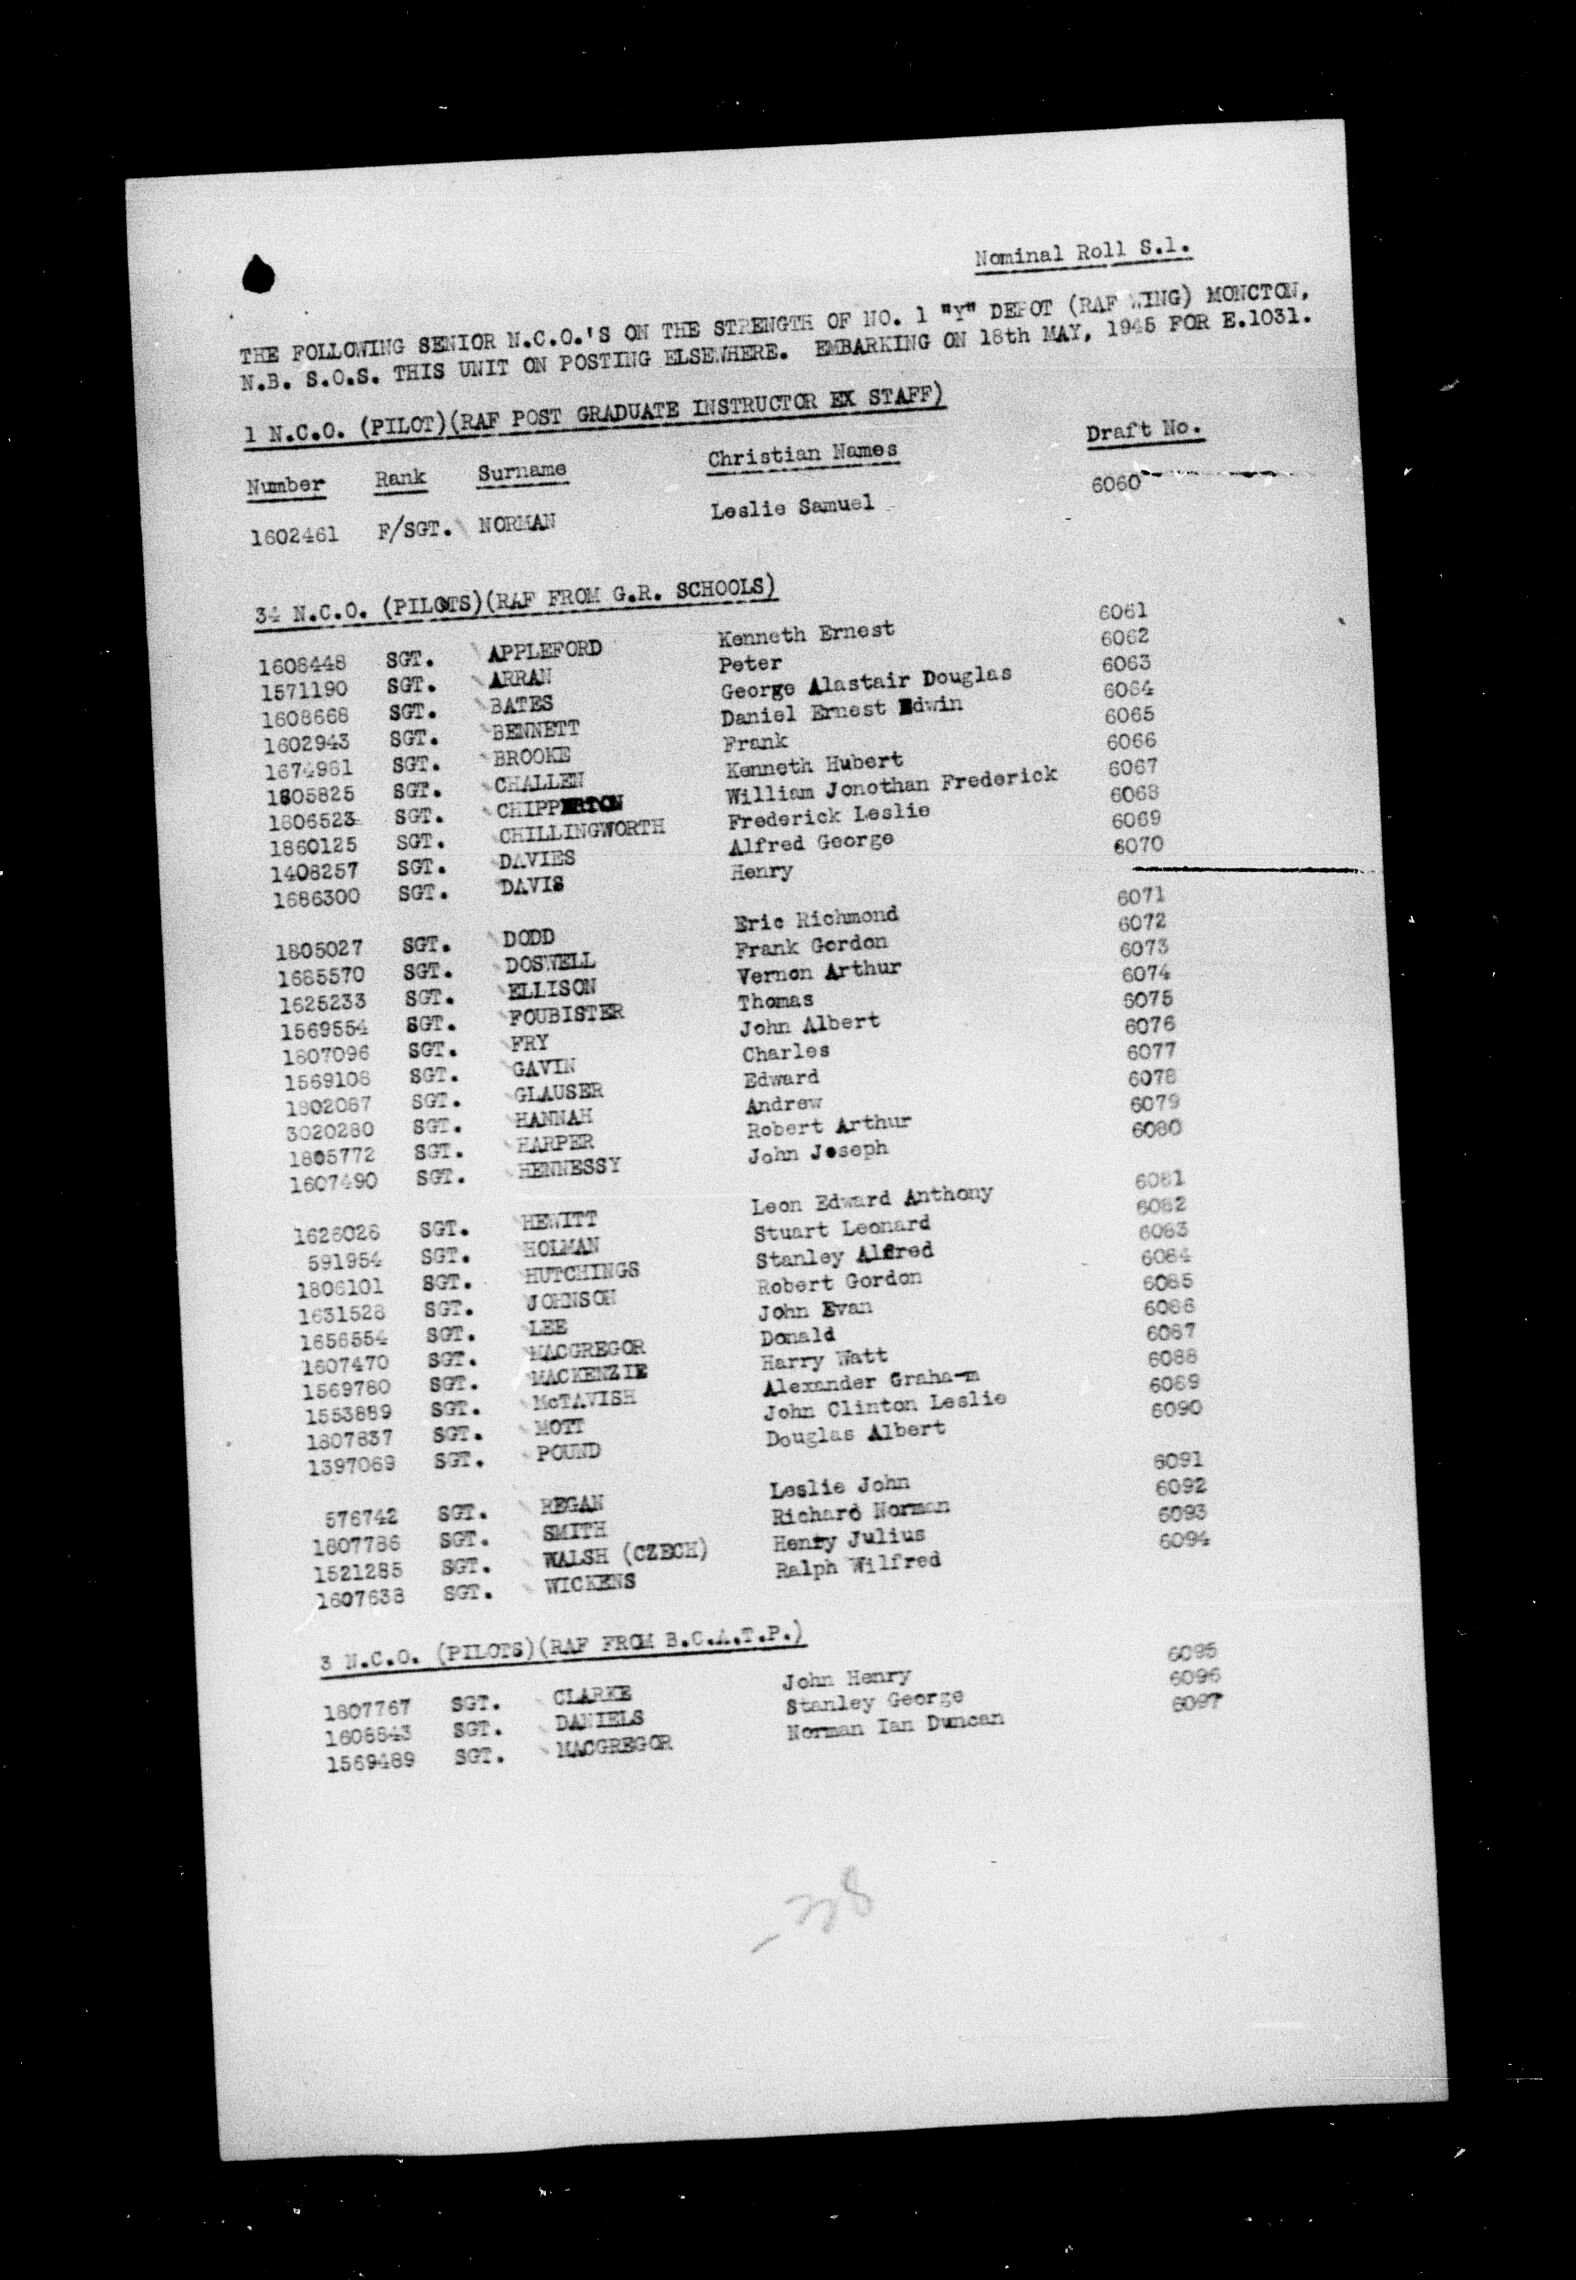 Nominal Roll S.1.
THE FOLLOWING SENIOR N.C.O.'S ON THE STRENGTH OF NO. 1 "Y" DEPOT (RAF WING) MONCTON,
N.B. S.O.S. THIS UNIT ON POSTING ELSEWHERE. EMBARKING ON 18th MAY, 1945 FOR E.1031.
1 N.C.O. (PILOT)(RAF POST GRADUATE INSTRUCTOR EX STAFF)
Number Rank Surname Christian Names Draft No.
1602461 F/SGT. NORMAN Leslie Samuel 6060
34 N.C.O. (PILOTS)(RAF FROM G.R. SCHOOLS)
1608448 SGT. APPLEFORD Kenneth Ernest 6061
1571190 SGT. ARRAN Peter 6062
1608668 SGT. BATES George Alastair Douglas 6063
1602943 SGT. BENNETT Daniel Ernest Edwin 6064
1674981 SGT. BROOKE Frank 6065
1805825 SGT. CHALLEN Kenneth Hubert 6066
1806523 SGT. CHIPPERTON William Jonothan Frederick 6067
1860125 SGT. CHILLINGWORTH Frederick Leslie 6068
1408257 SGT. DAVIES Alfred George 6069
1686300 SGT. DAVIS Henry 6070
1805027 SGT. DODD Eric Richmond 6071
1685570 SGT. DOSWELL Frank Gordon 6072
1625233 SGT. ELLISON Vernon Arthur 6073
1569554 SGT. FOUBISTER Thomas 6074
1807096 SGT. FRY John Albert 6075
1569106 SGT. GAVIN Charles 6076
1802087 SGT. GLAUSER Edward 6077
3020280 SGT. HANNAH Andrew 6078
1805772 SGT. HARPER Robert Arthur 6079
1607490 SGT. HENNESSY John Joseph 6080
1626028 SGT. HEWITT Leon Edward Anthony 6081
591954 SGT. HOLMAN Stuart Leonard 6082
1806101 SGT. HUTCHINGS Stanley Alfred 6083
1631528 SGT. JOHNSON Robert Gordon 6084
1656554 SGT. LEE John Evan 6085
1607470 SGT. MACGREGOR Donald 6086
1569780 SGT. MACKENZIE Harry Watt 6087
1553889 SGT. McTAVISH Alexander Graha-m 6088
1807837 SGT. MOTT John Clinton Leslie 6089
1397069 SGT. POUND Douglas Albert 6090
576742 SGT. REGAN Leslie John 6091
1807786 SGT. SMITH Richard Norman 6092
1521285 SGT. WALSH (CZECH) Henry Julius 6093
1607638 SGT. WICKENS Ralph Wilfred 6094
3 N.C.O. (PILOTS)(RAF FROM B.C.A.T.P.)
1807767 SGT. CLARKE John Henry 6095
1608843 SGT. DANIELS Stanley George 6096
1569489 SGT. MACGREGOR Norman Ian Duncan 6097
38